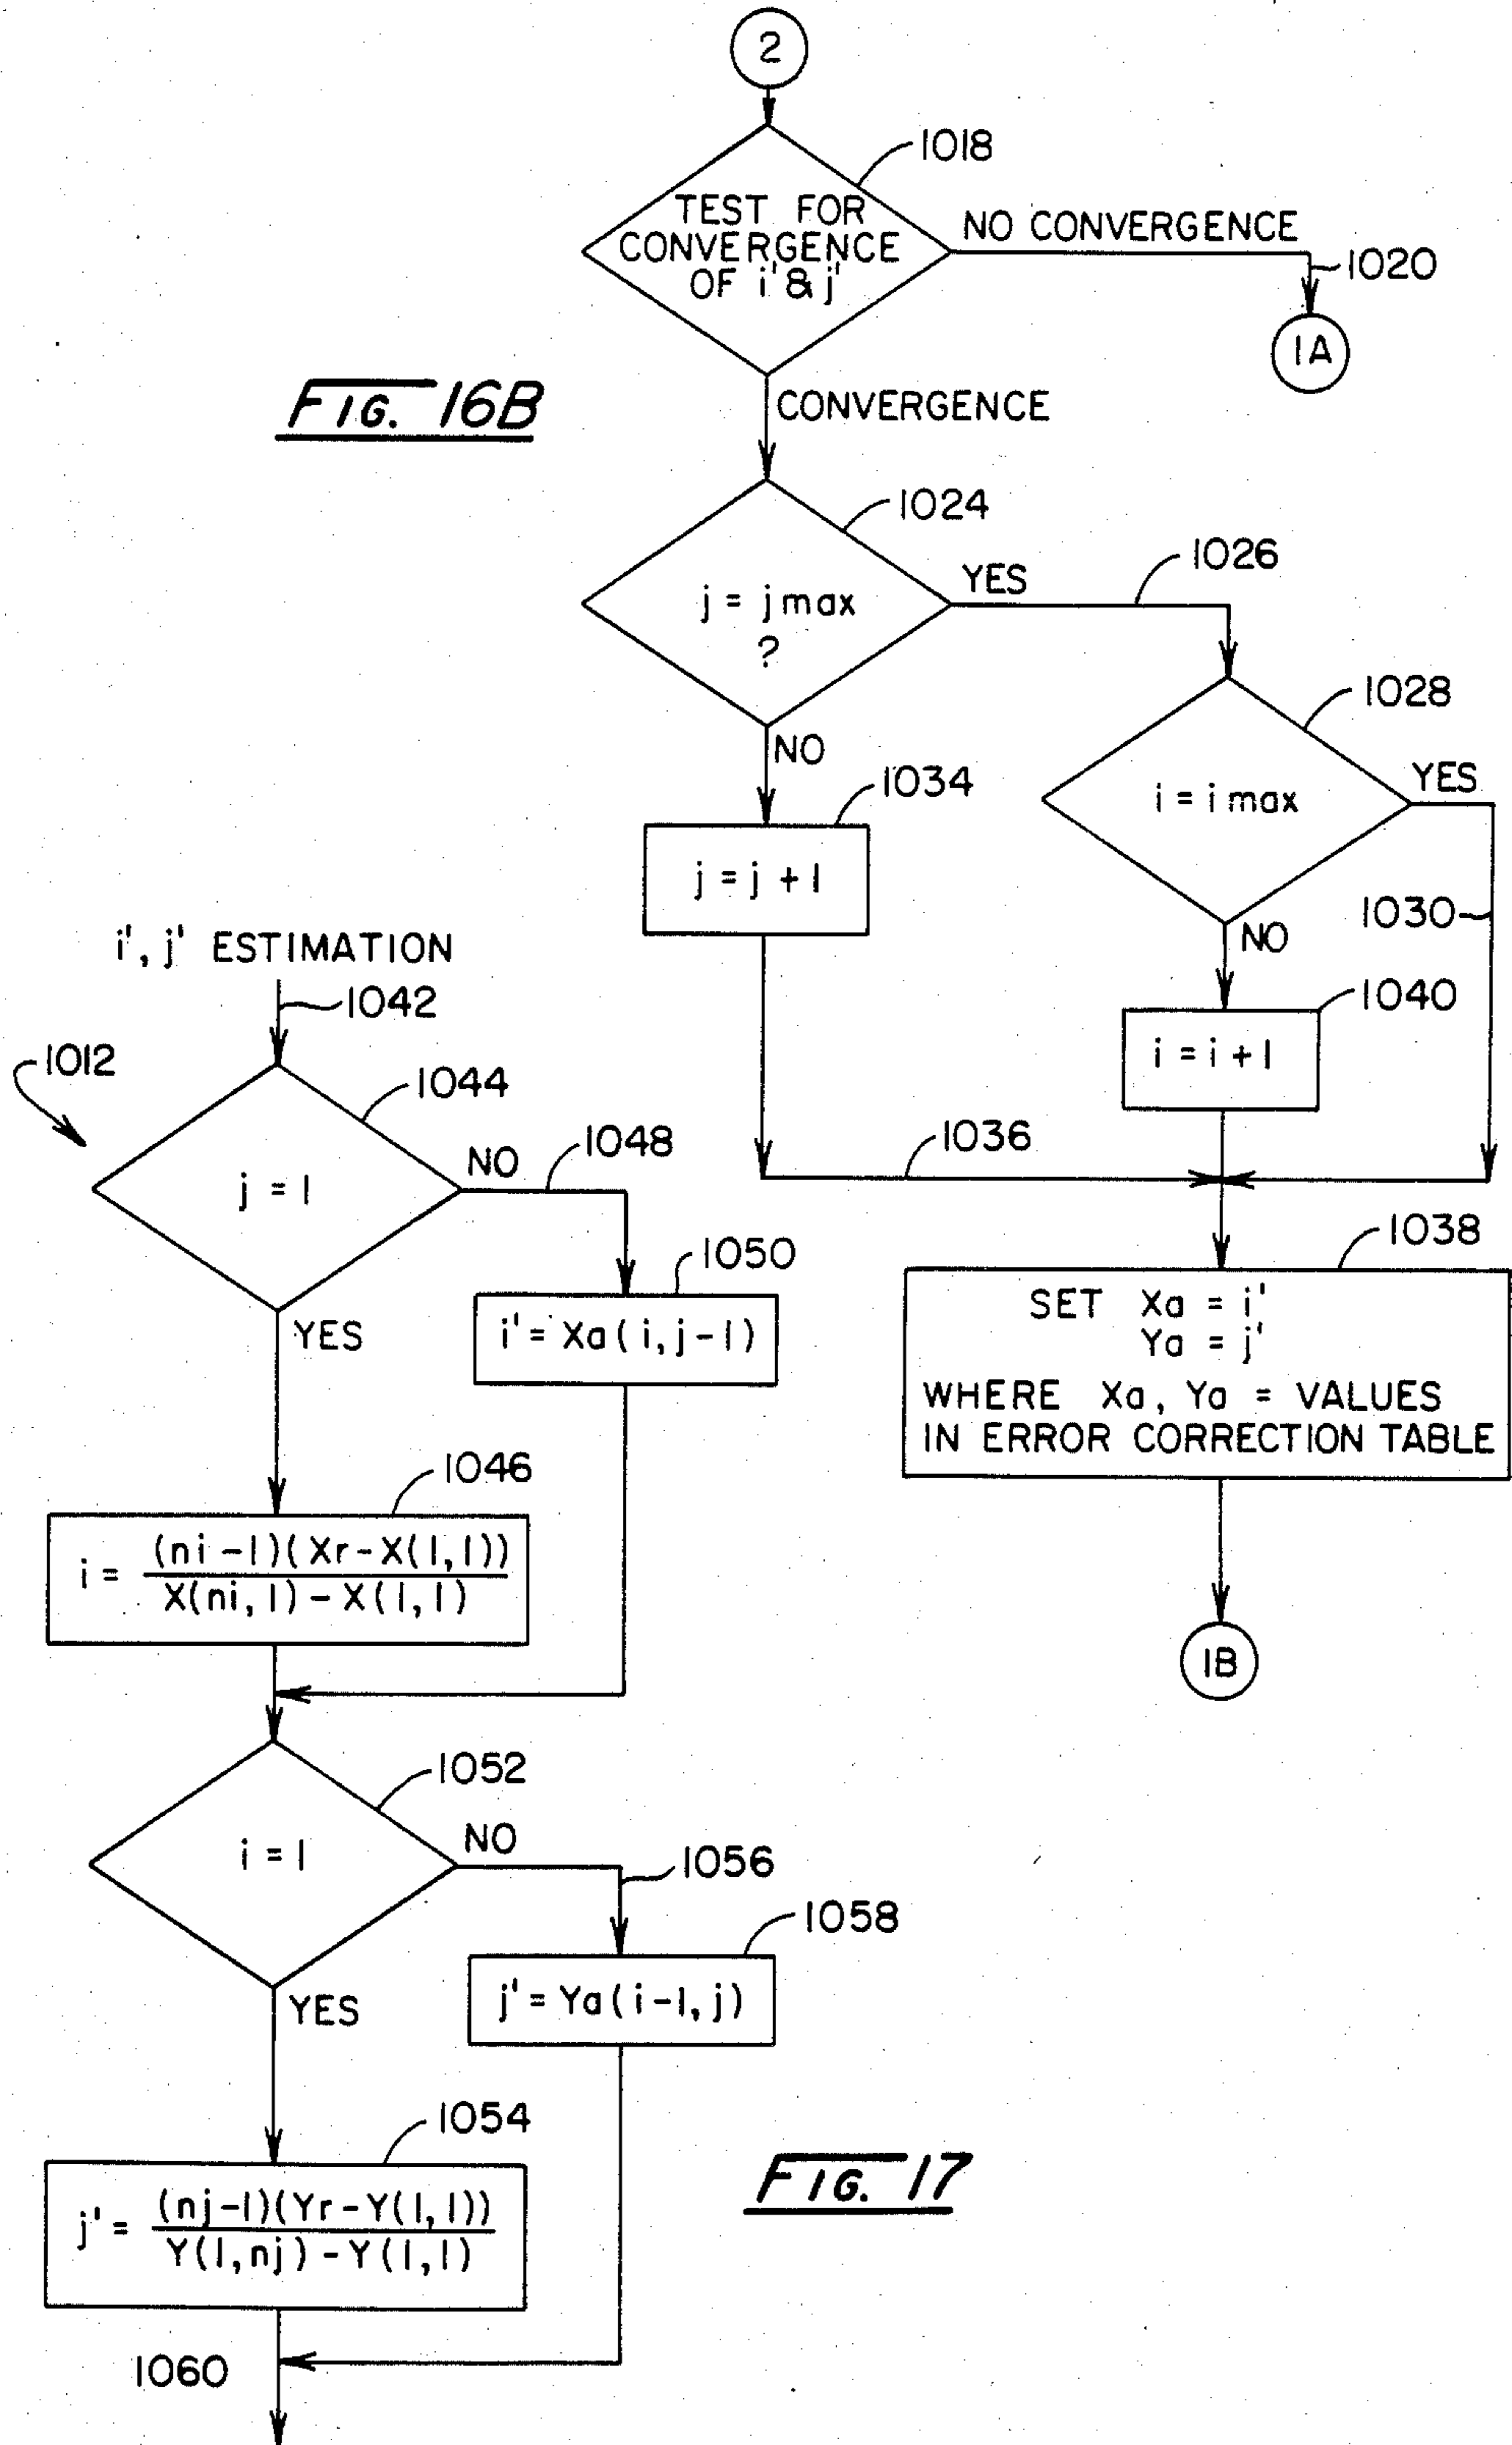 2
1018
TEST FOR
CONVERGENCE
OF i' & j'
NO CONVERGENCE
1020
1A
FIG. 16B
CONVERGENCE
1024
j = j max
?
YES
1026
1028
i = i max
YES
1030
NO
1034
j = j + 1
NO
1040
i = i + 1
1036
1038
SET Xa = i'
Ya = j'
WHERE Xa, Ya = VALUES
IN ERROR CORRECTION TABLE
1B
i', j' ESTIMATION
1042
1012
1044
j = 1
NO
1048
1050
i' = Xa(i, j-1)
YES
1046
i = (ni-1)(Xr-X(1,1))
X(ni,1)-X(1,1)
1052
i = 1
NO
1056
1058
j' = Ya(i-1, j)
YES
1054
j' = (nj-1)(Yr-Y(1,1))
Y(1,nj)-Y(1,1)
1060
FIG. 17